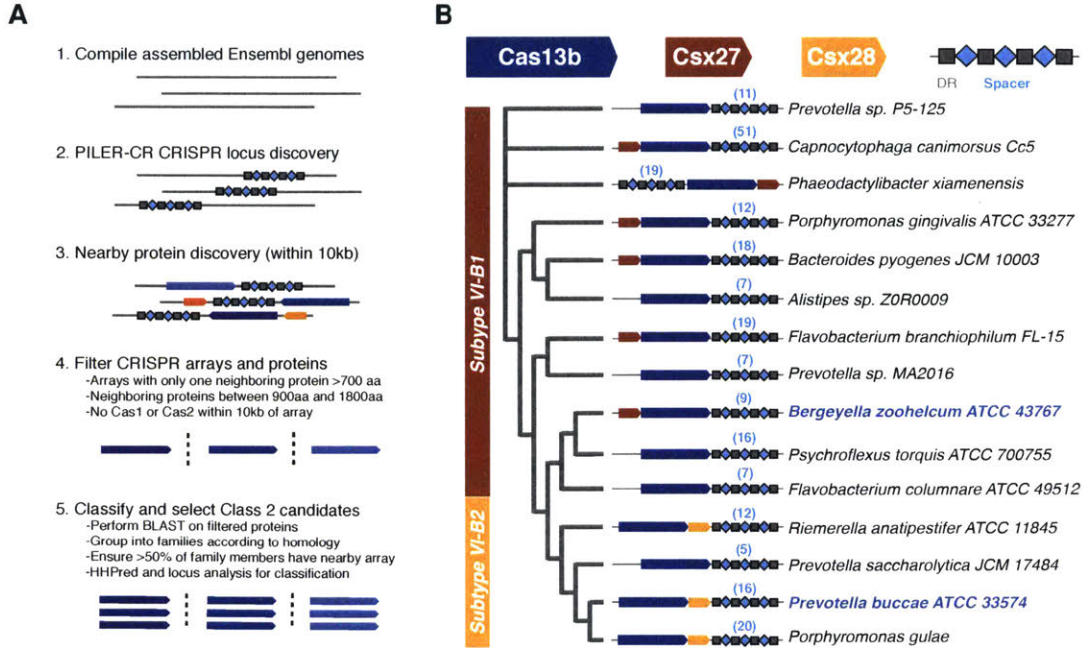 A
1. Compile assembled Ensembl genomes
2. PILER-CR CRISPR locus discovery
3. Nearby protein discovery (within 10kb)
4. Filter CRISPR arrays and proteins
-Arrays with only one neighboring protein >700 aa
-Neighboring proteins between 900aa and 1800aa
-No Cas1 or Cas2 within 10kb of array
5. Classify and select Class 2 candidates
-Perform BLAST on filtered proteins
-Group into families according to homology
-Ensure >50% of family members have nearby array
-HHPred and locus analysis for classification
B
Cas13b
Csx27
Csx28
DR
Spacer
Subtype VI-B1
Subtype VI-B2
(11)
Prevotella sp. P5-125
(51)
Capnocytophaga canimorsus Cc5
(19)
Phaeodactylibacter xiamenensis
(12)
Porphyromonas gingivalis ATCC 33277
(18)
Bacteroides pyogenes JCM 10003
(7)
Alistipes sp. Z0R0009
(19)
Flavobacterium branchiophilum FL-15
(7)
Prevotella sp. MA2016
(9)
Bergeyella zoohelcum ATCC 43767
(16)
Psychroflexus torquis ATCC 700755
(7)
Flavobacterium columnare ATCC 49512
(12)
Riemerella anatipestifer ATCC 11845
(5)
Prevotella saccharolytica JCM 17484
(16)
Prevotella buccae ATCC 33574
(20)
Porphyromonas gulae